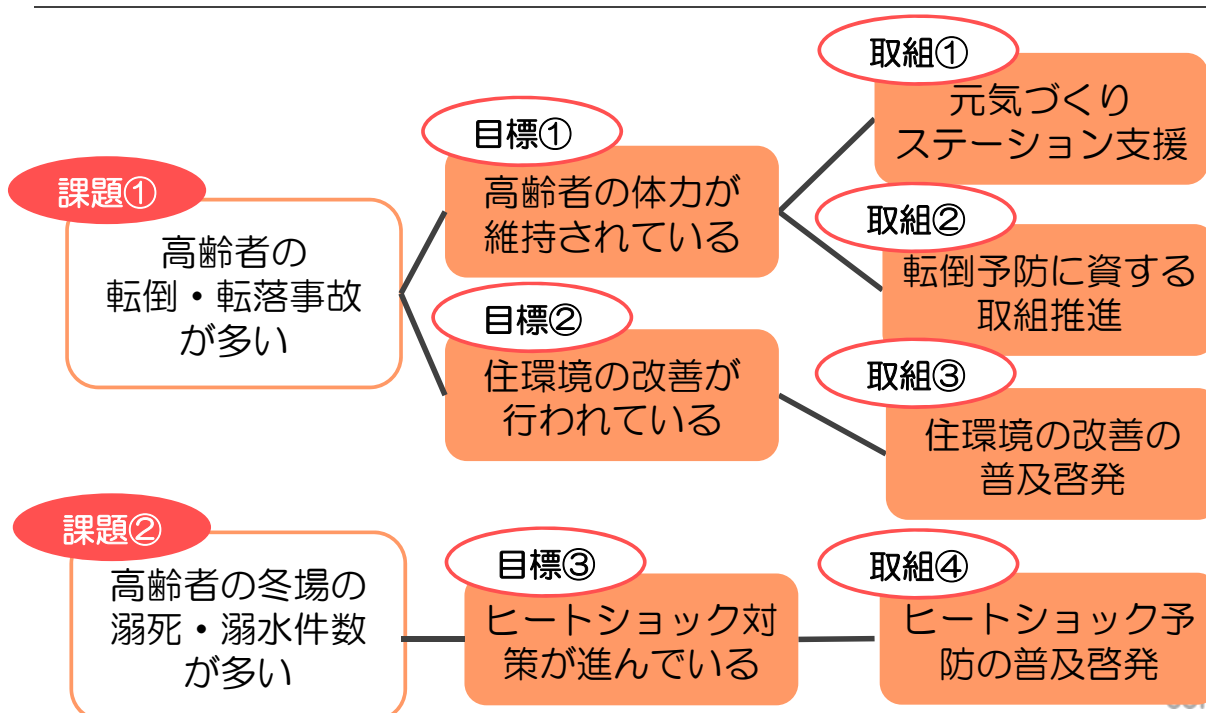 課題①
高齢者の
転倒・転落事故
が多い
目標①
高齢者の体力が
維持されている
目標②
住環境の改善が
行われている
取組①
元気づくり
ステーション支援
取組②
転倒予防に資する
取組推進
取組③
住環境の改善の
普及啓発
課題②
高齢者の冬場の
溺死・溺水件数
が多い
目標③
ヒートショック対
策が進んでいる
取組④
ヒートショック予
防の普及啓発